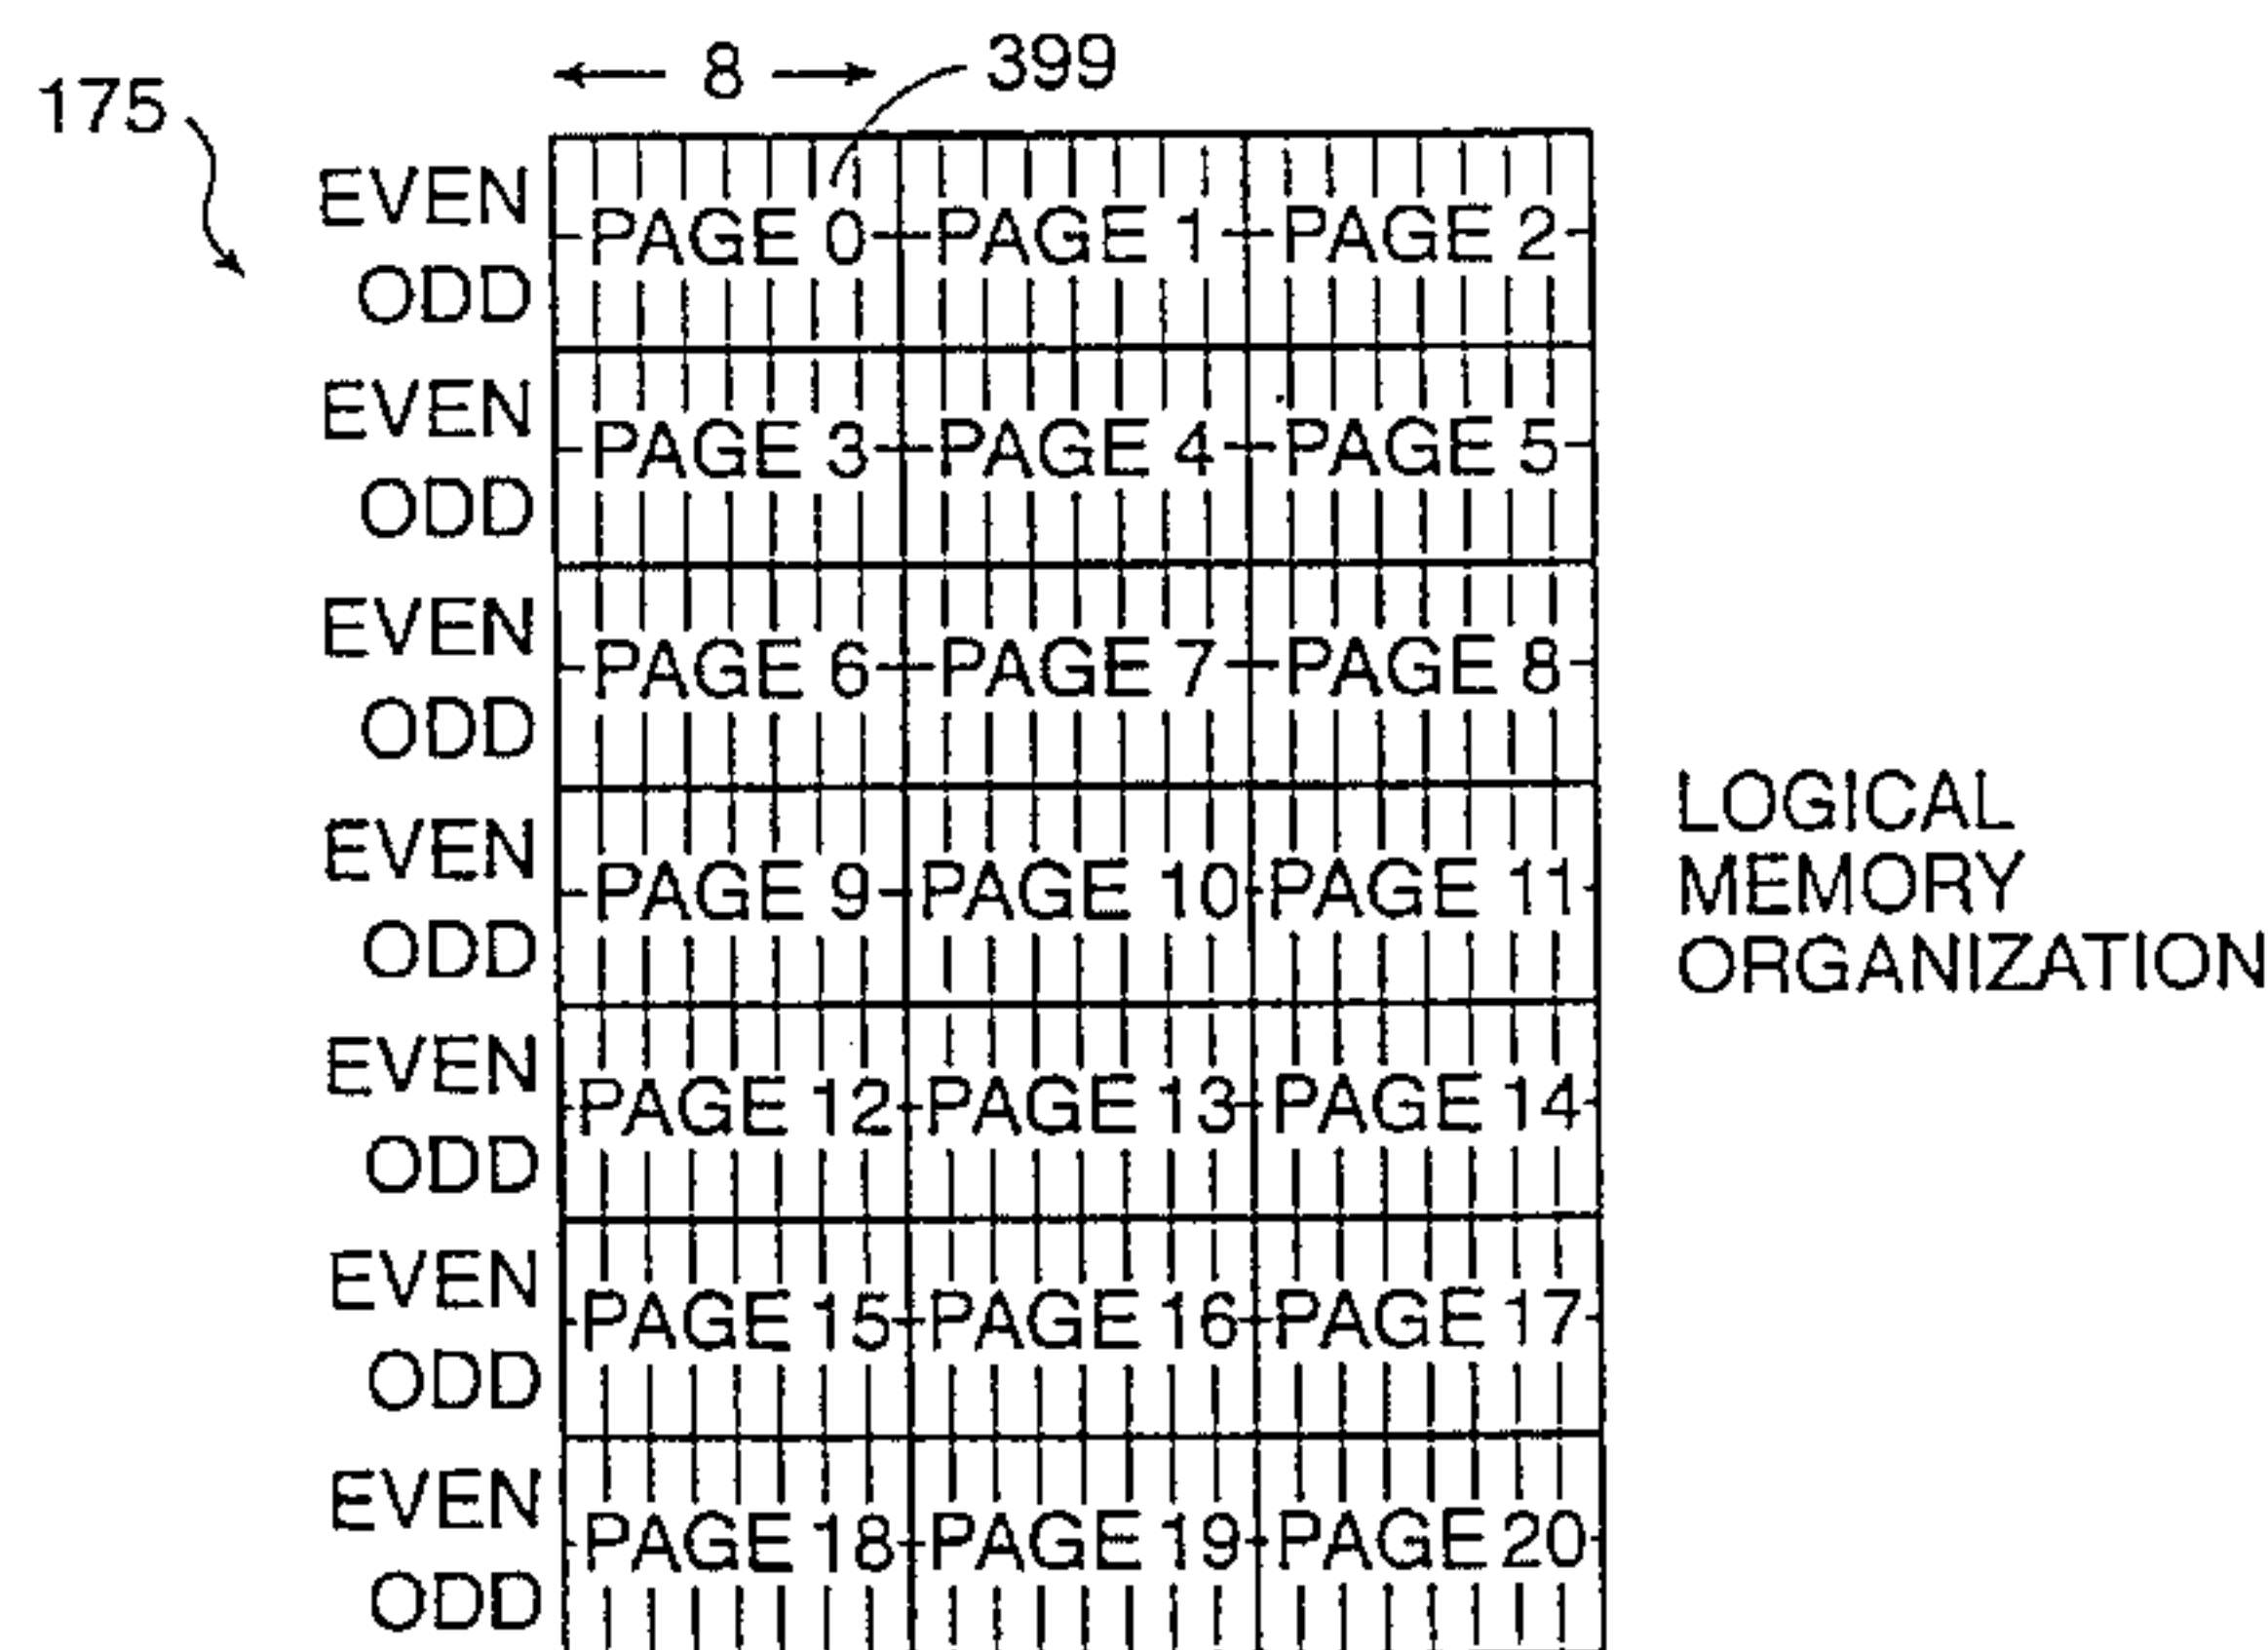 8 399
175
EVEN
PAGE 0 PAGE 1 PAGE 2
ODD
EVEN
PAGE 3 PAGE 4 PAGE 5
ODD
EVEN
PAGE 6 PAGE 7 PAGE 8
ODD
LOGICAL
MEMORY
ORGANIZATION
EVEN
PAGE 9 PAGE 10 PAGE 11
ODD
EVEN
PAGE 12 PAGE 13 PAGE 14
ODD
EVEN
PAGE 15 PAGE 16 PAGE 17
ODD
EVEN
PAGE 18 PAGE 19 PAGE 20
ODD